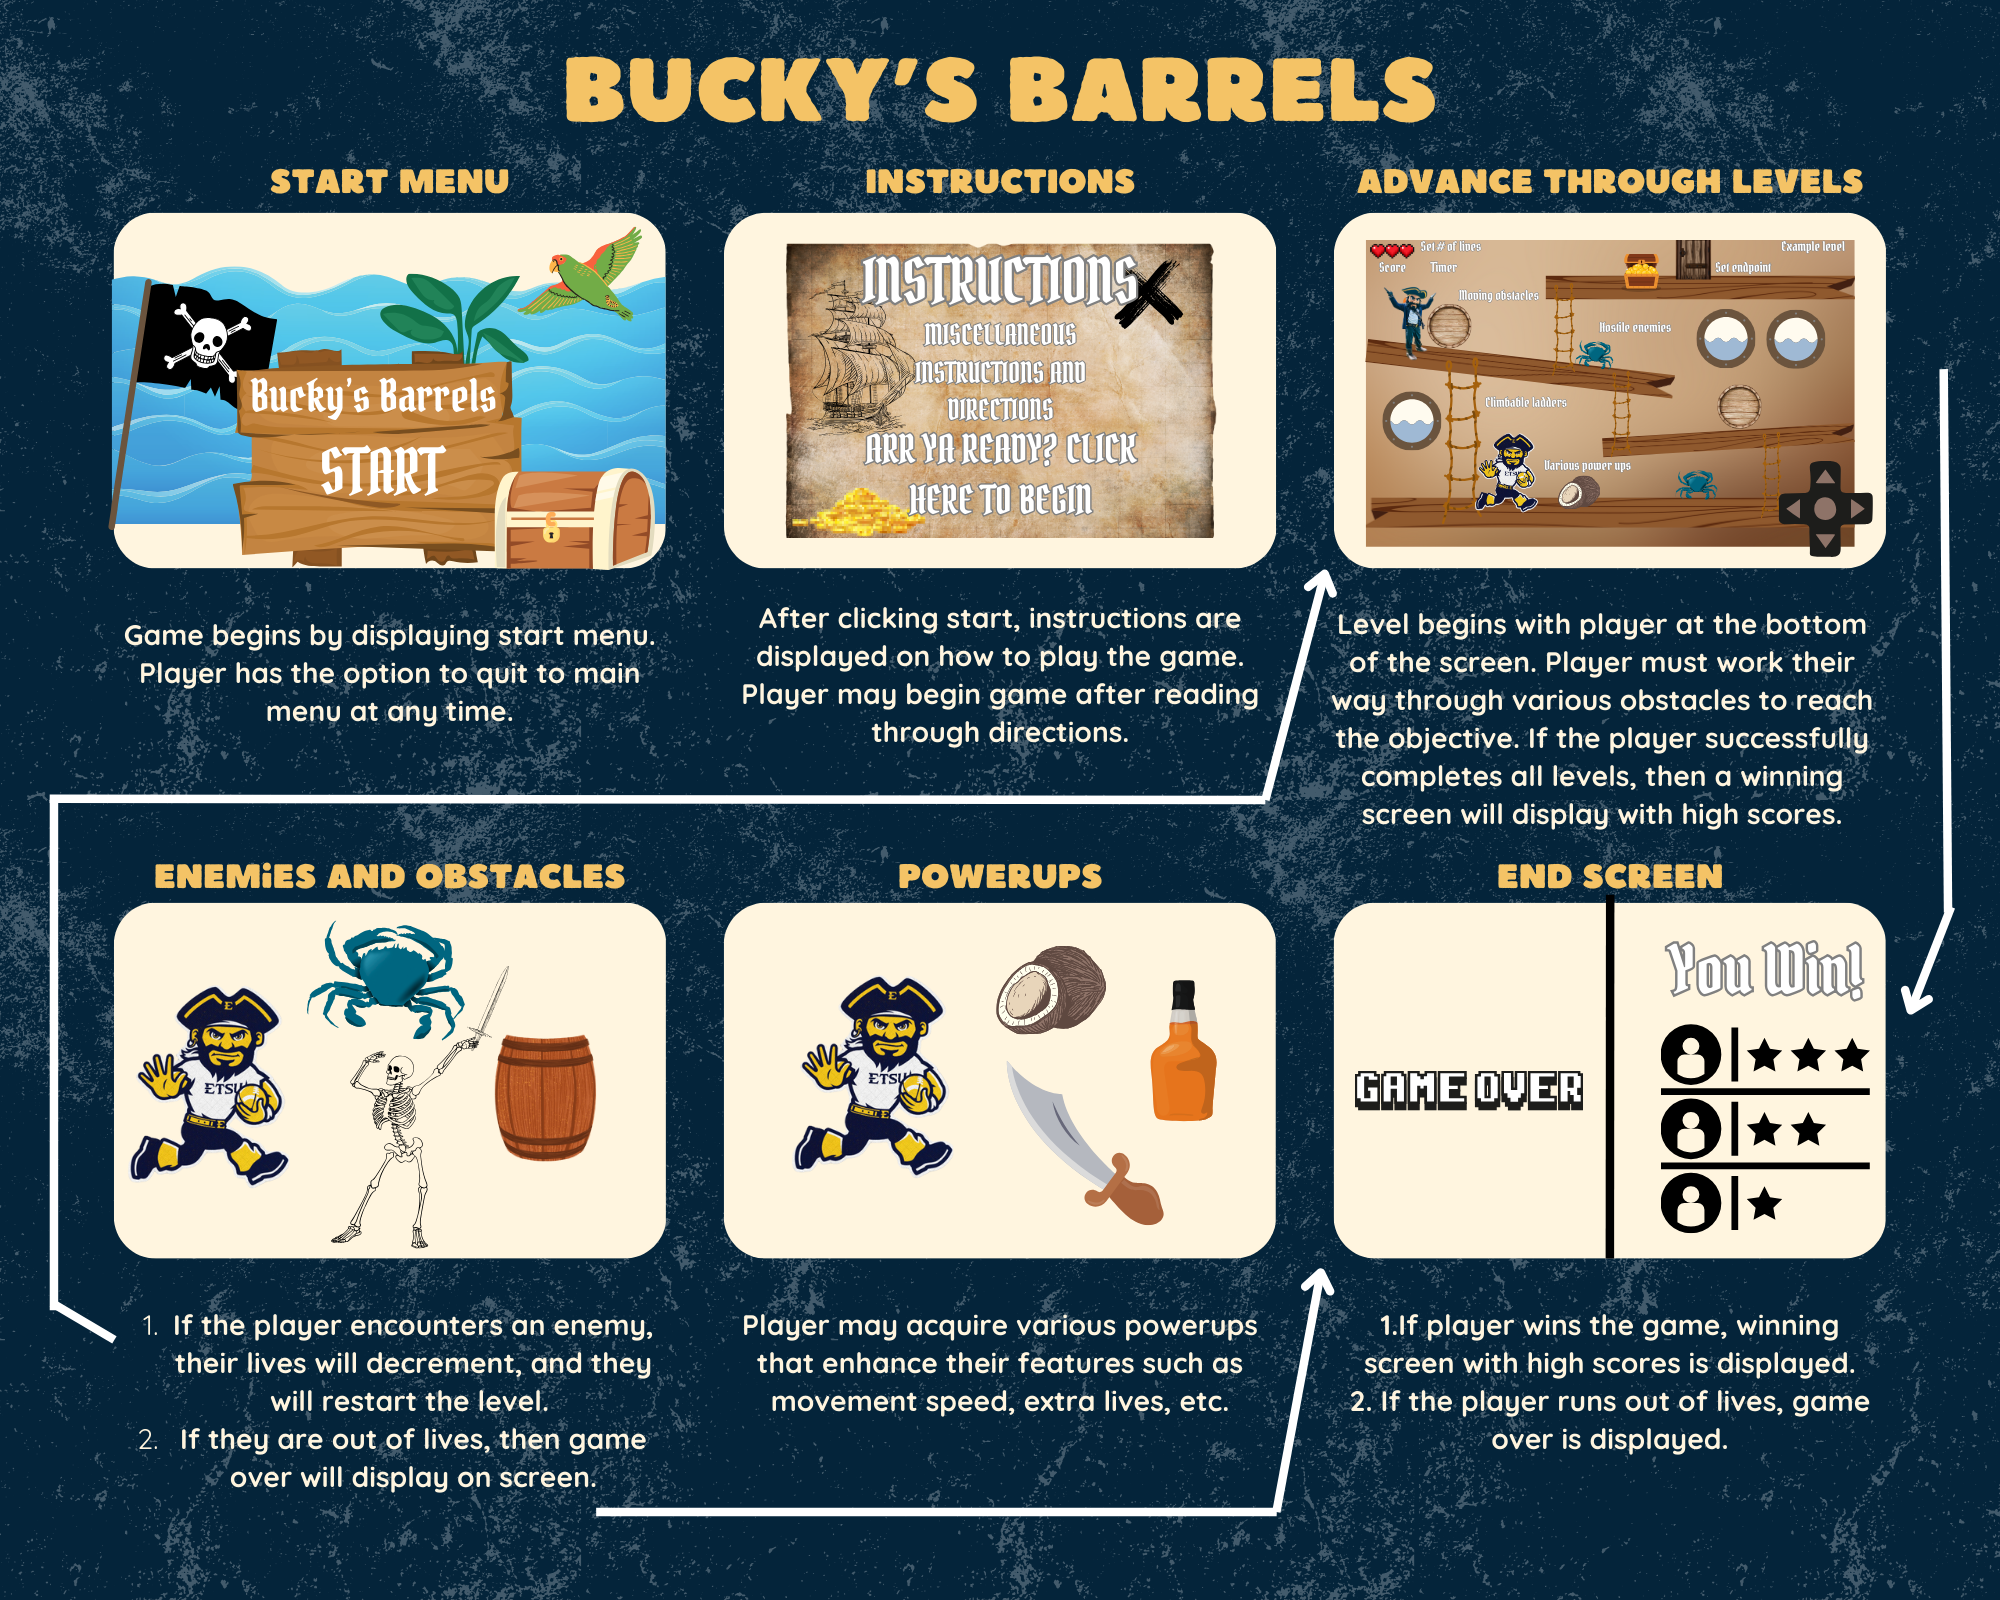 BUCKY'S BARRELS
START MENU
Bucky's Barrels
START
Game begins by displaying start menu.
Player has the option to quit to main
menu at any time.
INSTRUCTIONS
INSTRUCTIONS
MISCELLANEOUS
INSTRUCTIONS AND
DIRECTIONS
ARR YA READY? CLICK
HERE TO BEGIN
After clicking start, instructions are
displayed on how to play the game.
Player may begin game after reading
through directions.
ADVANCE THROUGH LEVELS
Set # of lives
Example level
Score Timer
Set endpoint
Moving obstacles
Hostile enemies
Climbable ladders
Various power ups
ETSU
Level begins with player at the bottom
of the screen. Player must work their
way through various obstacles to reach
the objective. If the player successfully
completes all levels, then a winning
screen will display with high scores.
ENEMiES AND OBSTACLES
E
ETSU
E
1. If the player encounters an enemy,
their lives will decrement, and they
will restart the level.
2. If they are out of lives, then game
over will display on screen.
POWERUPS
E
ETSU
E
Player may acquire various powerups
that enhance their features such as
movement speed, extra lives, etc.
END SCREEN
GAME OVER
You Win!
1.If player wins the game, winning
screen with high scores is displayed.
2. If the player runs out of lives, game
over is displayed.